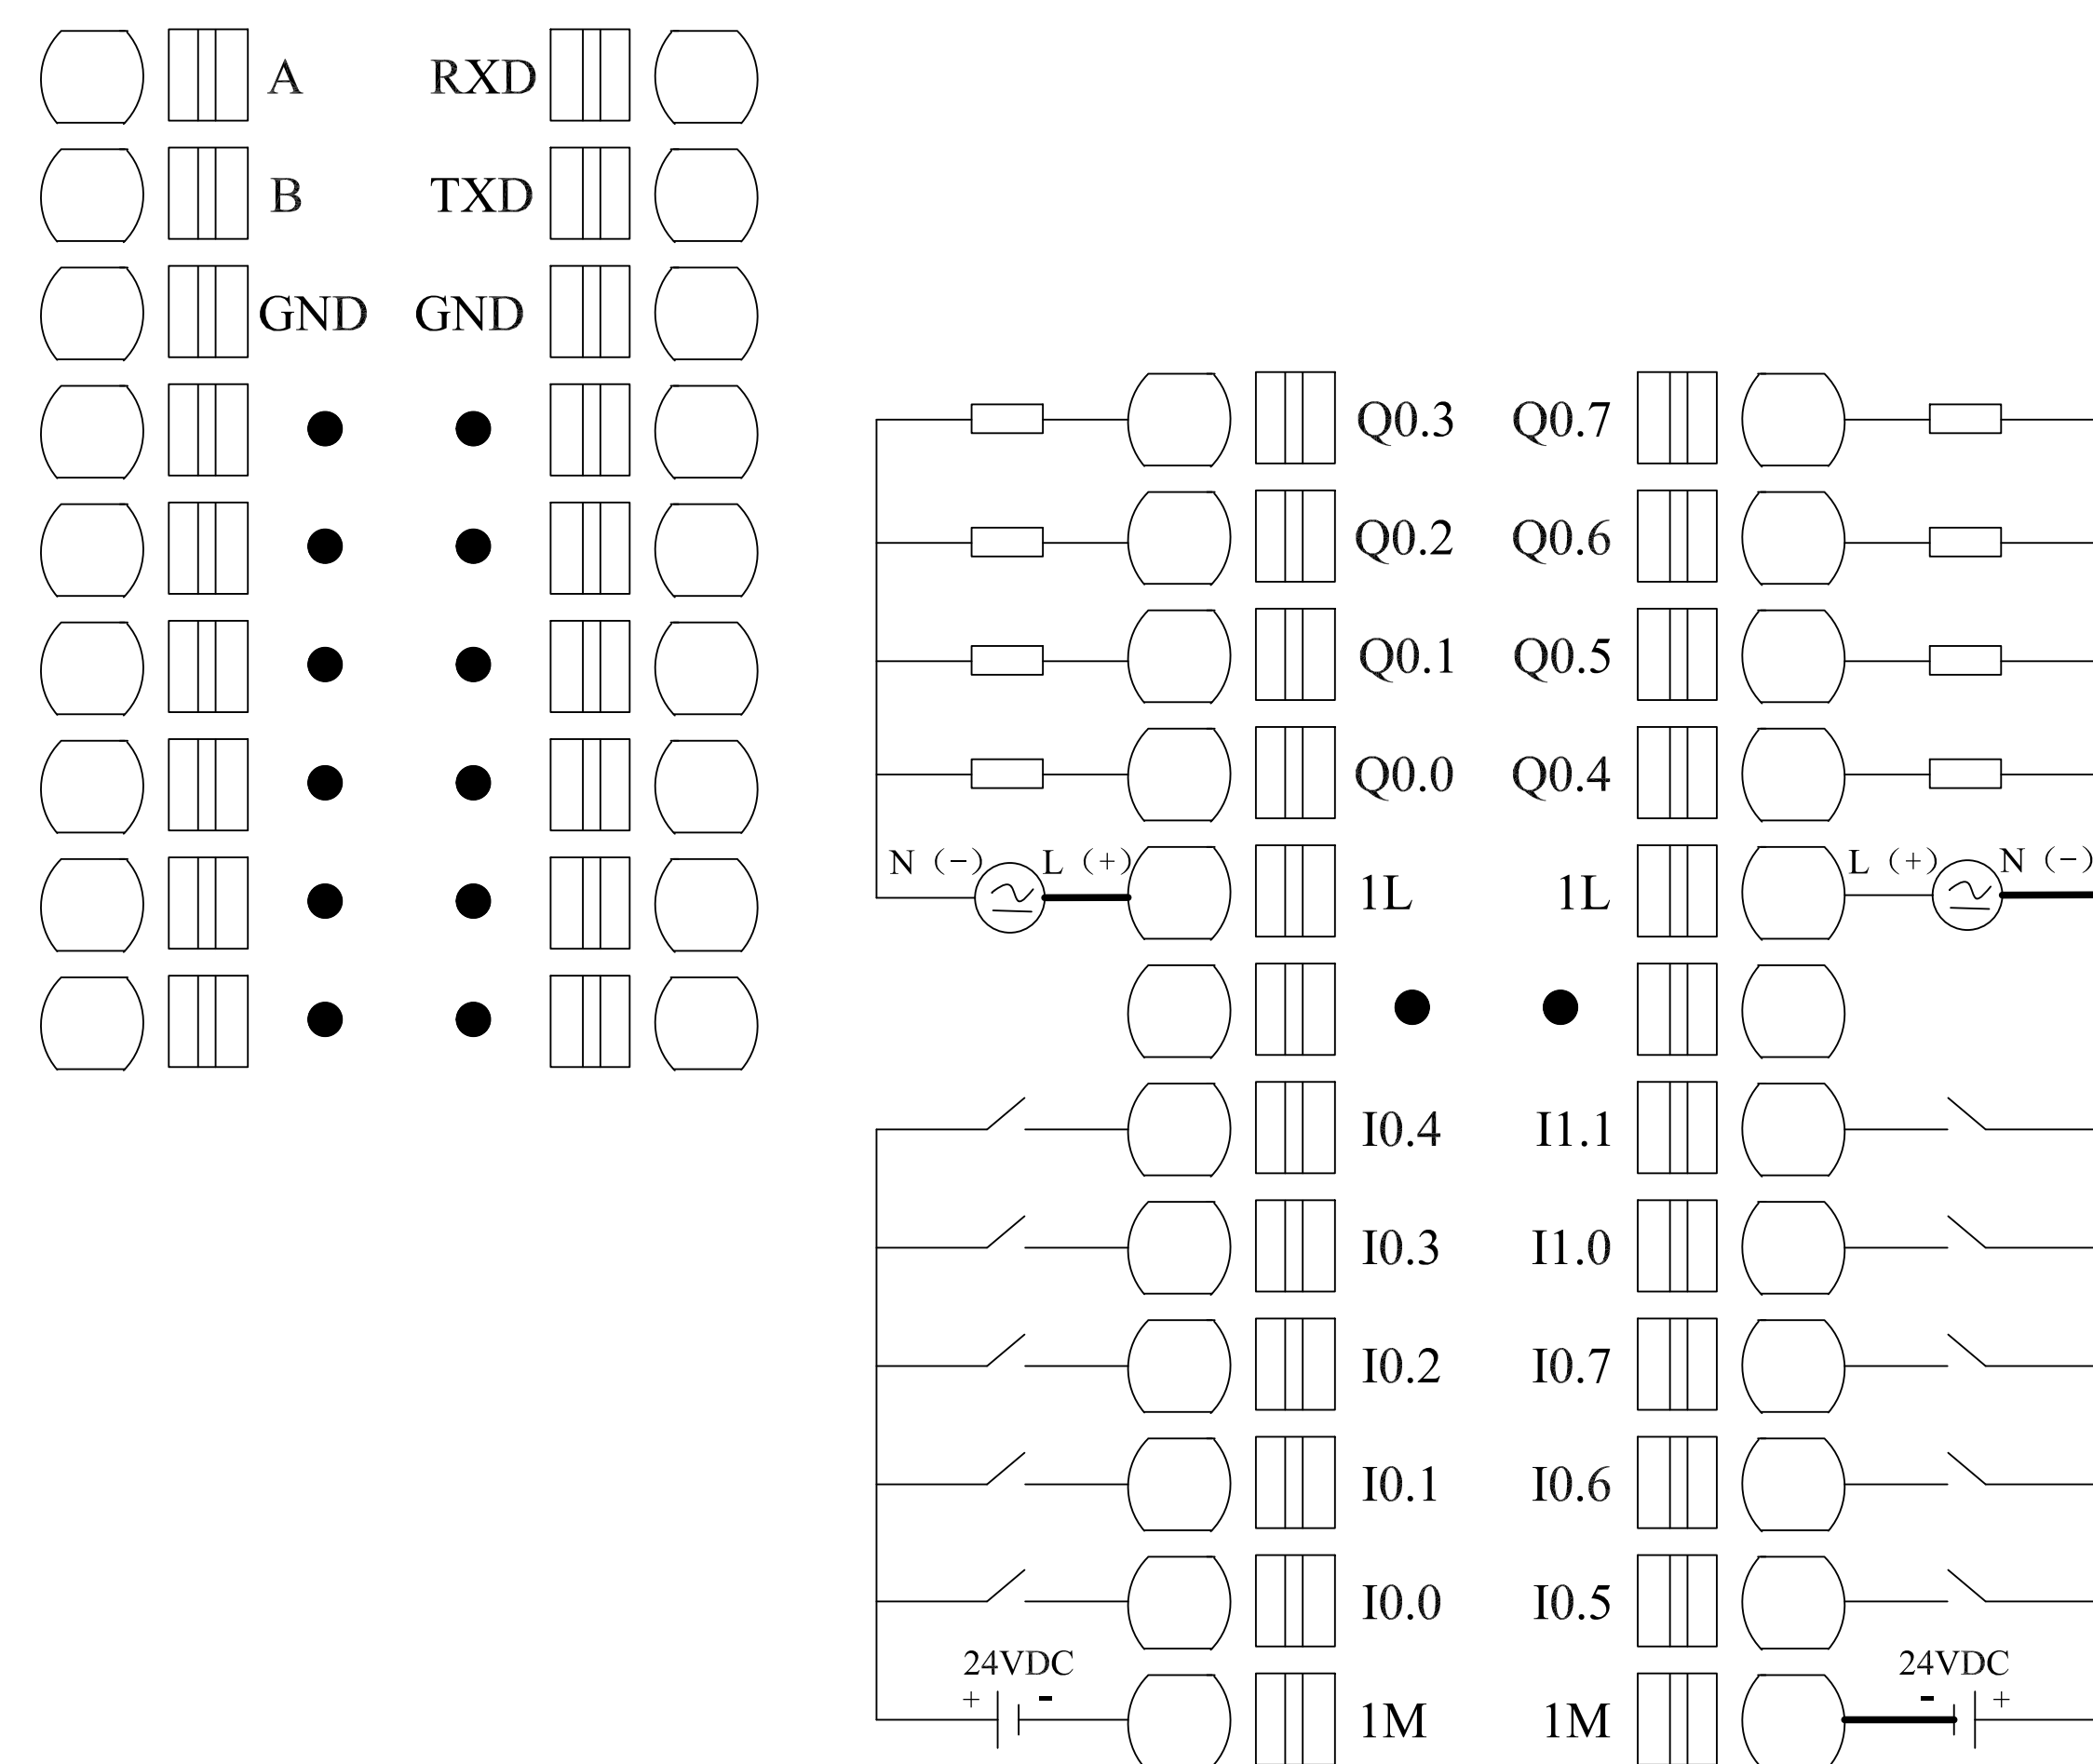 A RXD
B TXD
GND GND
Q0.3 Q0.7
Q0.2 Q0.6
Q0.1 Q0.5
Q0.0 Q0.4
N (−) L (+) 1L 1L L (+) N (−)
I0.4 I1.1
I0.3 I1.0
I0.2 I0.7
I0.1 I0.6
I0.0 I0.5
24VDC 24VDC
+ - - +
1M 1M